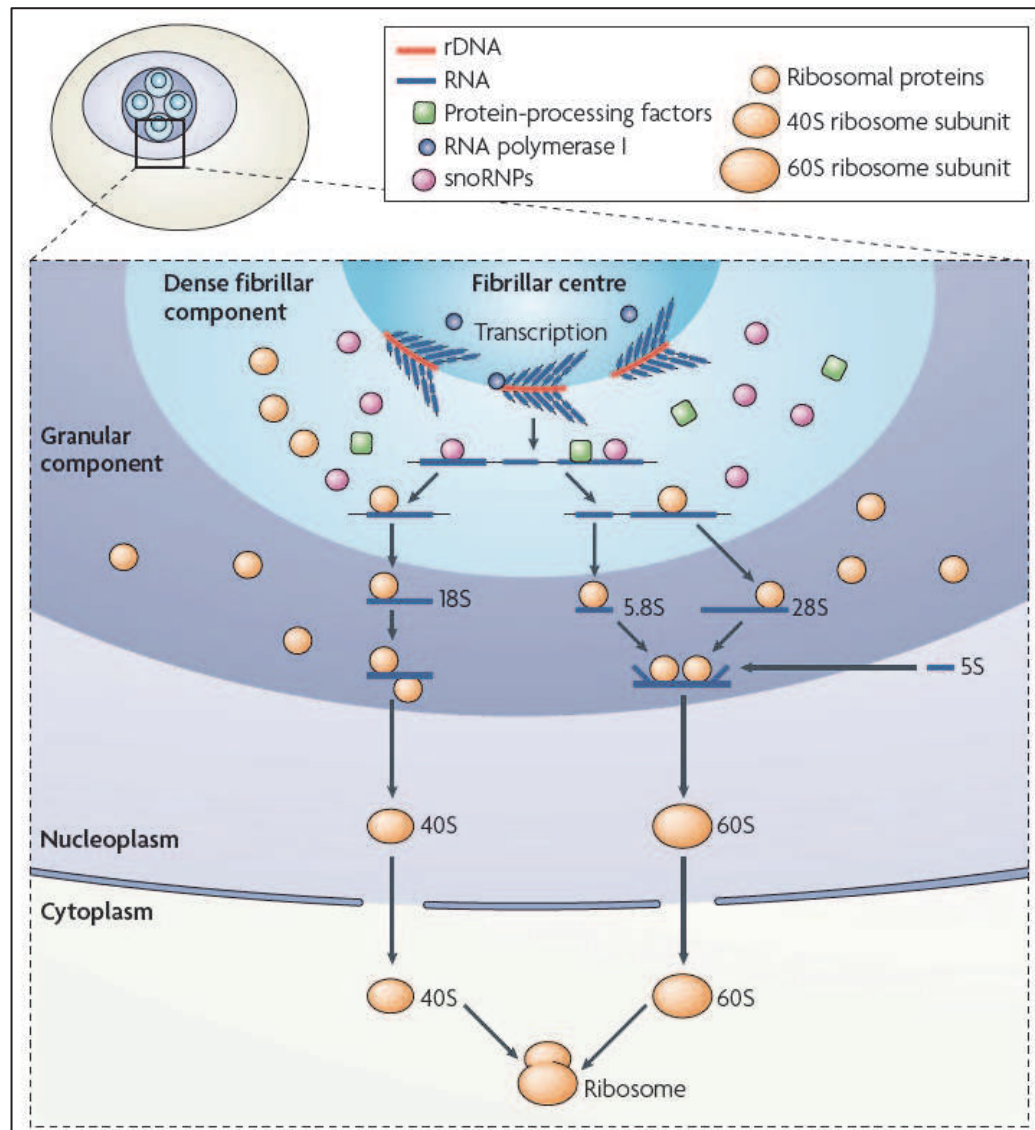 rDNA
RNA
Protein-processing factors
RNA polymerase I
snoRNPs
Ribosomal proteins
40S ribosome subunit
60S ribosome subunit
Dense fibrillar
component
Fibrillar centre
Transcription
Granular
component
18S
5.8S
28S
5S
40S
60S
Nucleoplasm
Cytoplasm
40S
60S
Ribosome